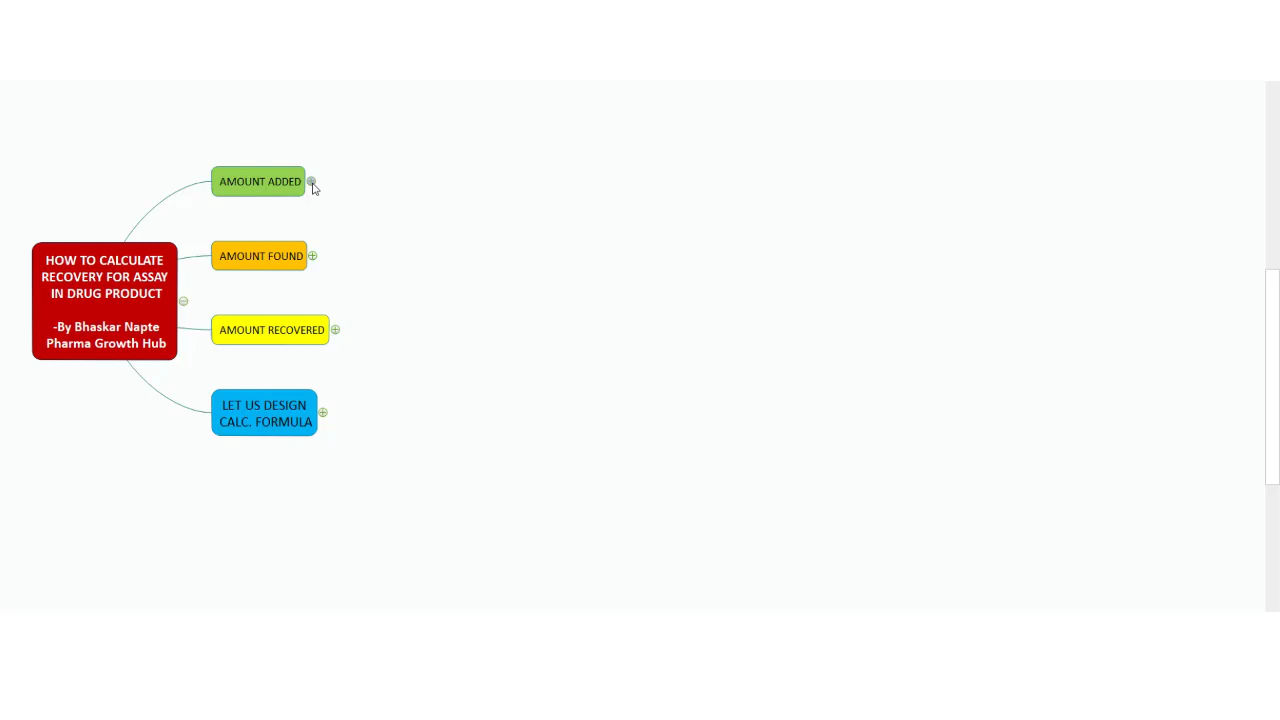 HOW TO CALCULATE
RECOVERY FOR ASSAY
IN DRUG PRODUCT
-By Bhaskar Napte
Pharma Growth Hub
AMOUNT ADDED
AMOUNT FOUND
AMOUNT RECOVERED
LET US DESIGN
CALC. FORMULA